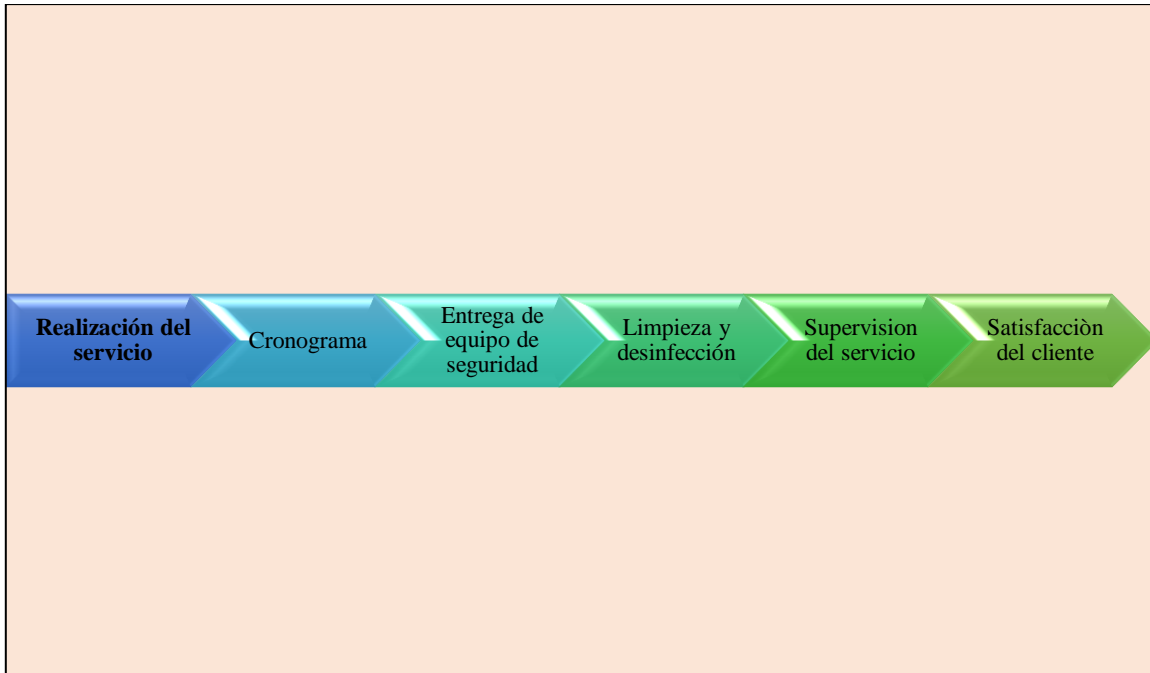 Realización del
servicio
Cronograma
Entrega de
equipo de
seguridad
Limpieza y
desinfección
Supervision
del servicio
Satisfacciòn
del cliente